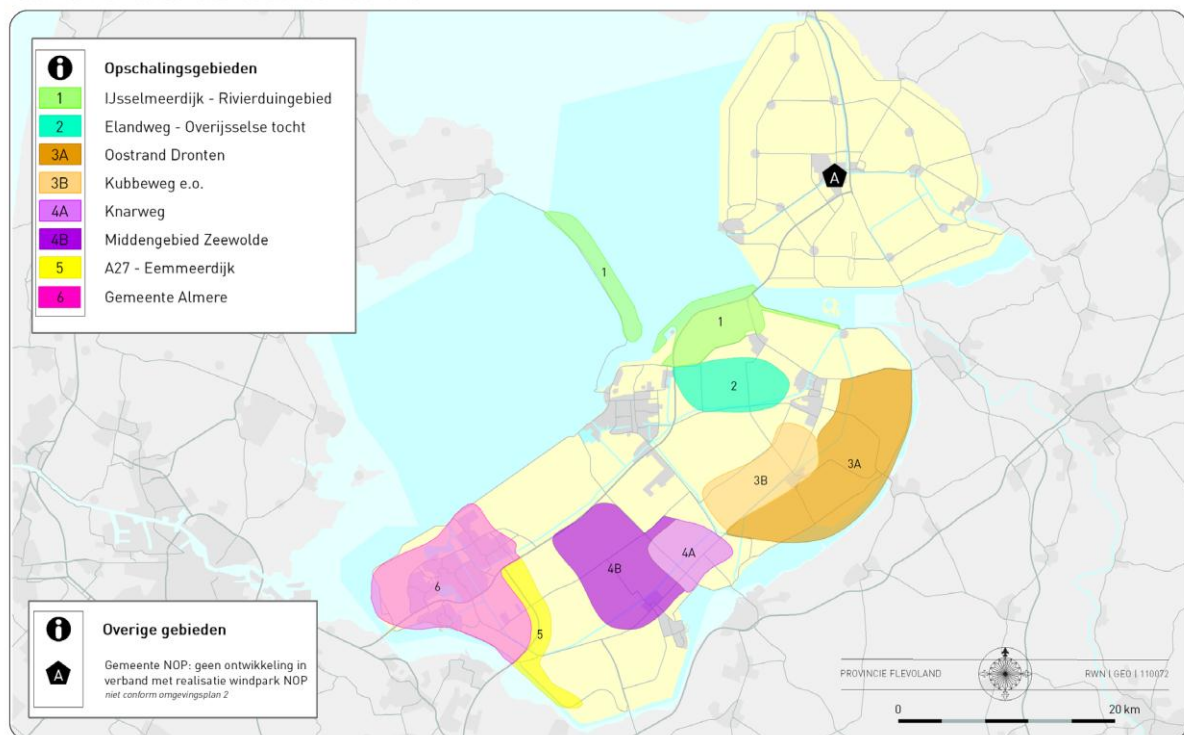 Opschalingsgebieden
1 IJsselmeerdijk - Rivierduingebied
2 Elandweg - Overijsselse tocht
3A Oostrand Dronten
3B Kubbeweg e.o.
4A Knarweg
4B Middengebied Zeewolde
5 A27 - Eemmeerdijk
6 Gemeente Almere
A
1
1
2
3A
3B
4A
4B
6
5
Overige gebieden
A Gemeente NOP: geen ontwikkeling in
verband met realisatie windpark NOP
niet conform omgevingsplan 2
PROVINCIE FLEVOLAND
RWN | GEO | 110072
0 20 km